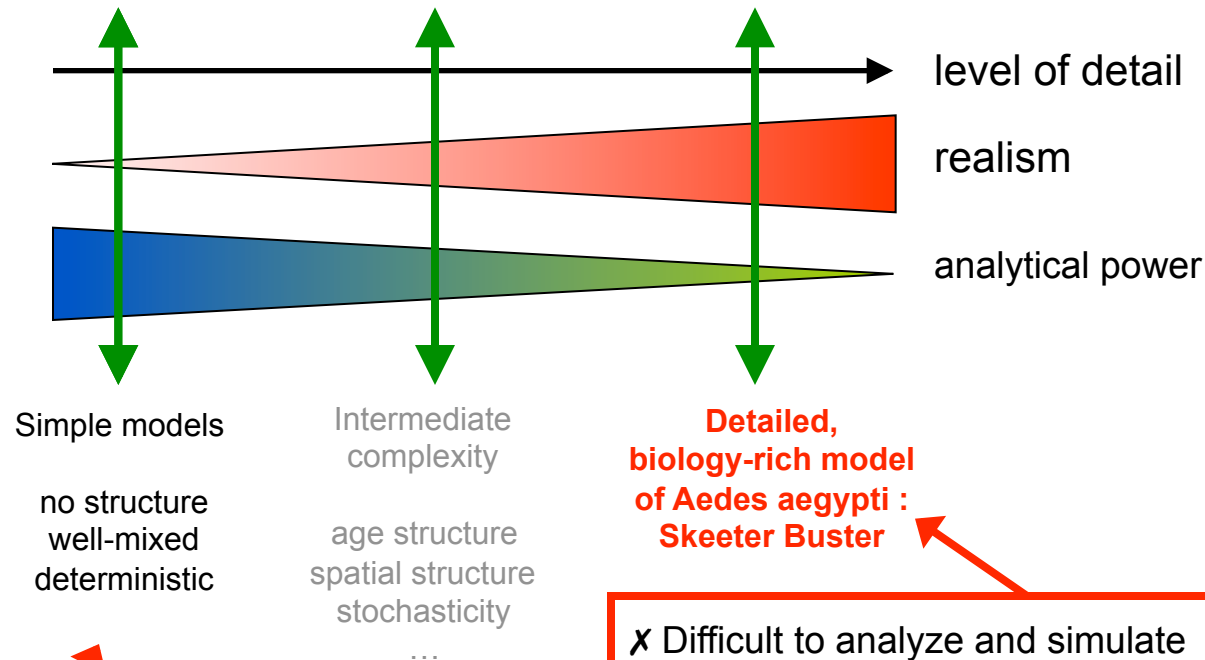 level of detail
realism
analytical power
Simple models
no structure
well-mixed
deterministic
Intermediate
complexity
age structure
spatial structure
stochasticity
...
Detailed,
biology-rich model
of Aedes aegypti :
Skeeter Buster
✗ Difficult to analyze and simulate